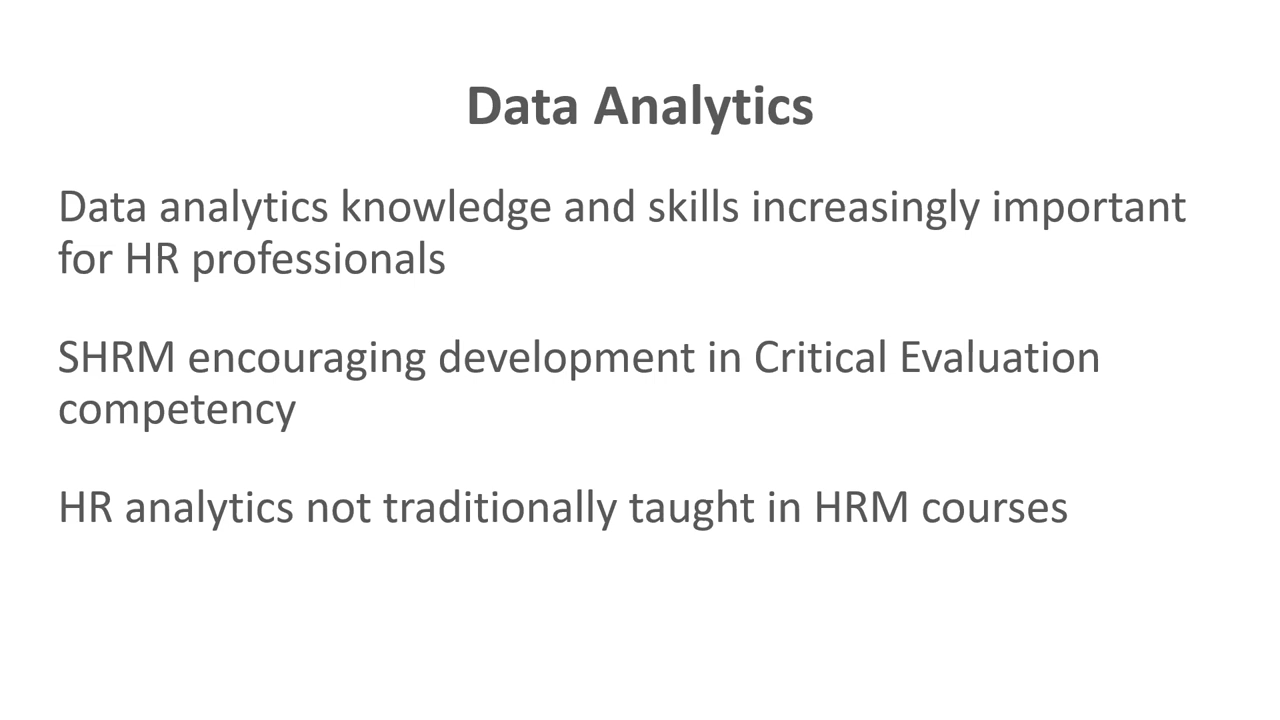 Data Analytics
Data analytics knowledge and skills increasingly important
for HR professionals
SHRM encouraging development in Critical Evaluation
competency
HR analytics not traditionally taught in HRM courses